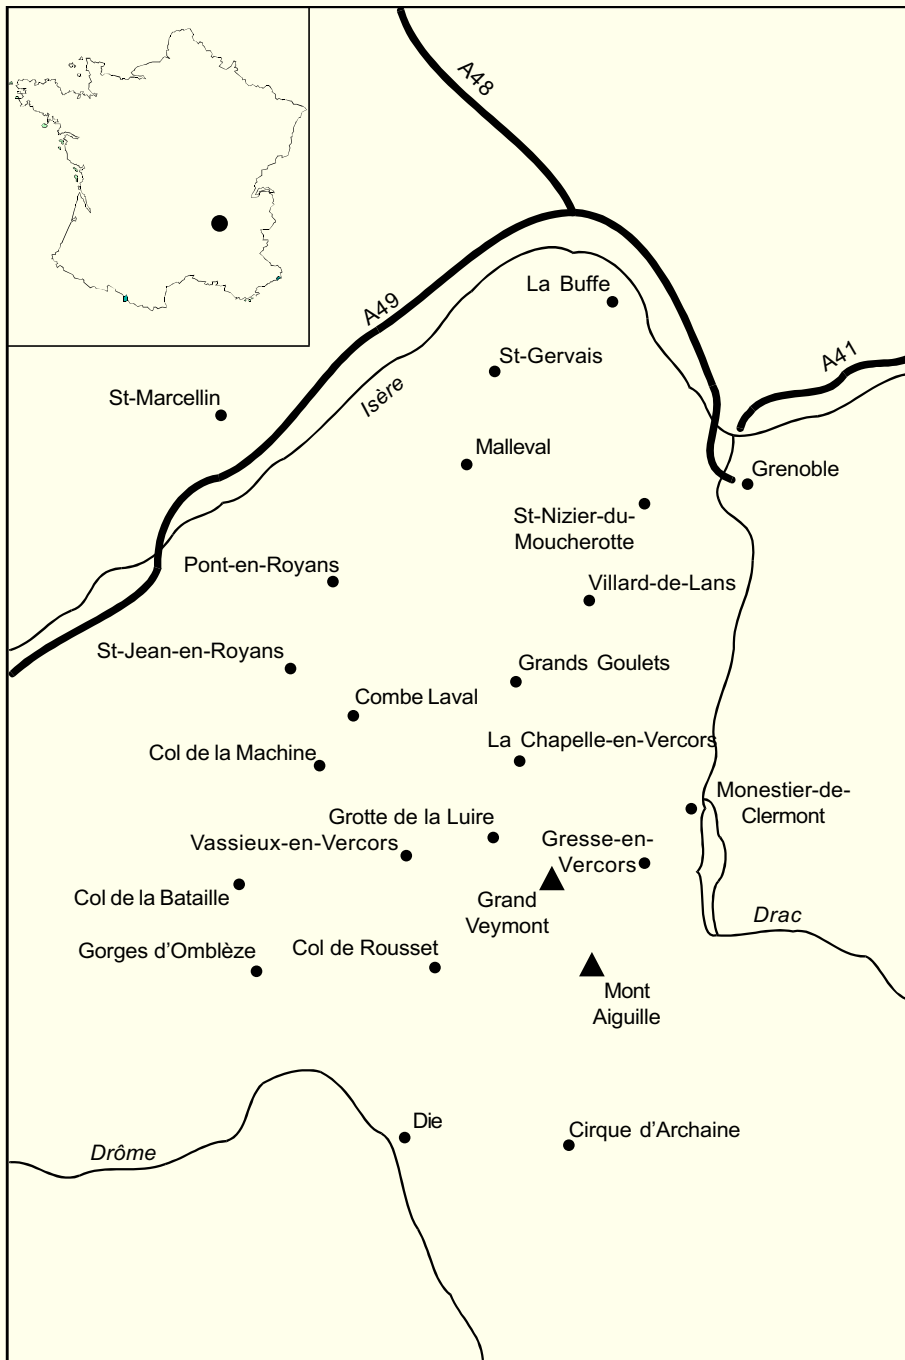 A48
A49
La Buffe
A41
St-Gervais
Isère
St-Marcellin
Malleval
Grenoble
St-Nizier-du-
Moucherotte
Pont-en-Royans
Villard-de-Lans
St-Jean-en-Royans
Grands Goulets
Combe Laval
La Chapelle-en-Vercors
Col de la Machine
Monestier-de-
Clermont
Grotte de la Luire
Vassieux-en-Vercors
Gresse-en-
Vercors
Col de la Bataille
Grand
Veymont
Drac
Gorges d'Omblèze
Col de Rousset
Mont
Aiguille
Die
Cirque d'Archaine
Drôme